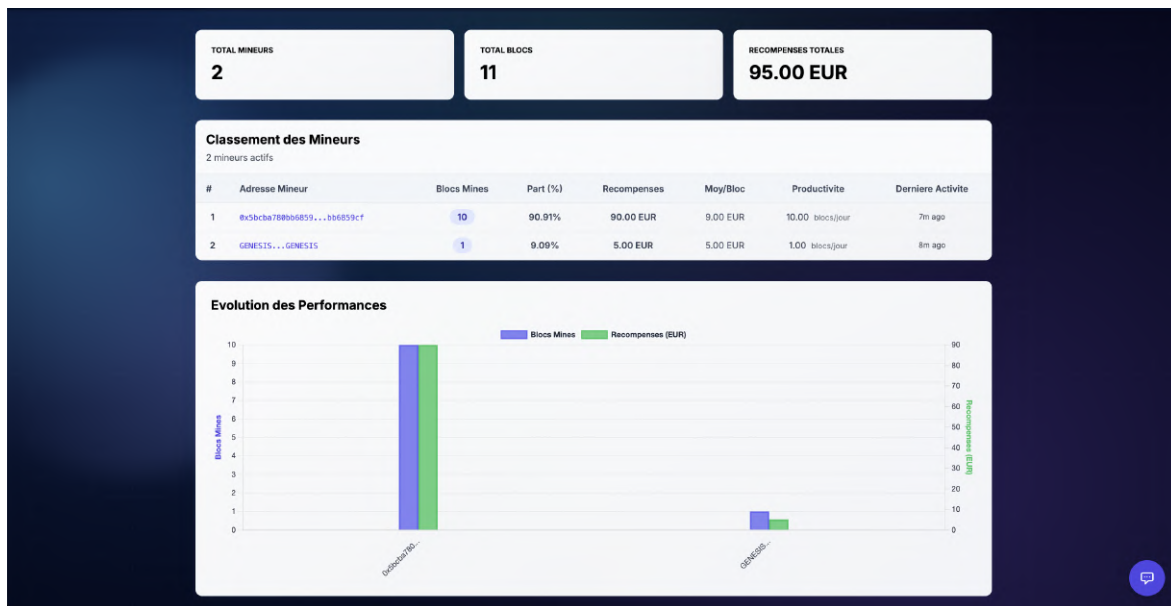 TOTAL MINEURS
2
TOTAL BLOCS
11
RECOMPENSES TOTALES
95.00 EUR
Classement des Mineurs
2 mineurs actifs
# Adresse Mineur Blocs Mines Part (%) Recompenses Moy/Bloc Productivite Derniere Activite
1 0x5bcba780bb6859...bb6859cf 10 90.91% 90.00 EUR 9.00 EUR 10.00 blocs/jour 7m ago
2 GENESIS...GENESIS 1 9.09% 5.00 EUR 5.00 EUR 1.00 blocs/jour 8m ago
Evolution des Performances
Blocs Mines Recompenses (EUR)
Blocs Mines
10
9
8
7
6
5
4
3
2
1
0
90
80
70
60
50
40
30
20
10
0
Recompenses (EUR)
0x5bcba780...
GENESIS...